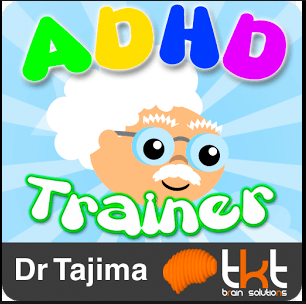 ADHD
Trainer
Dr Tajima
tkt
brain solutions